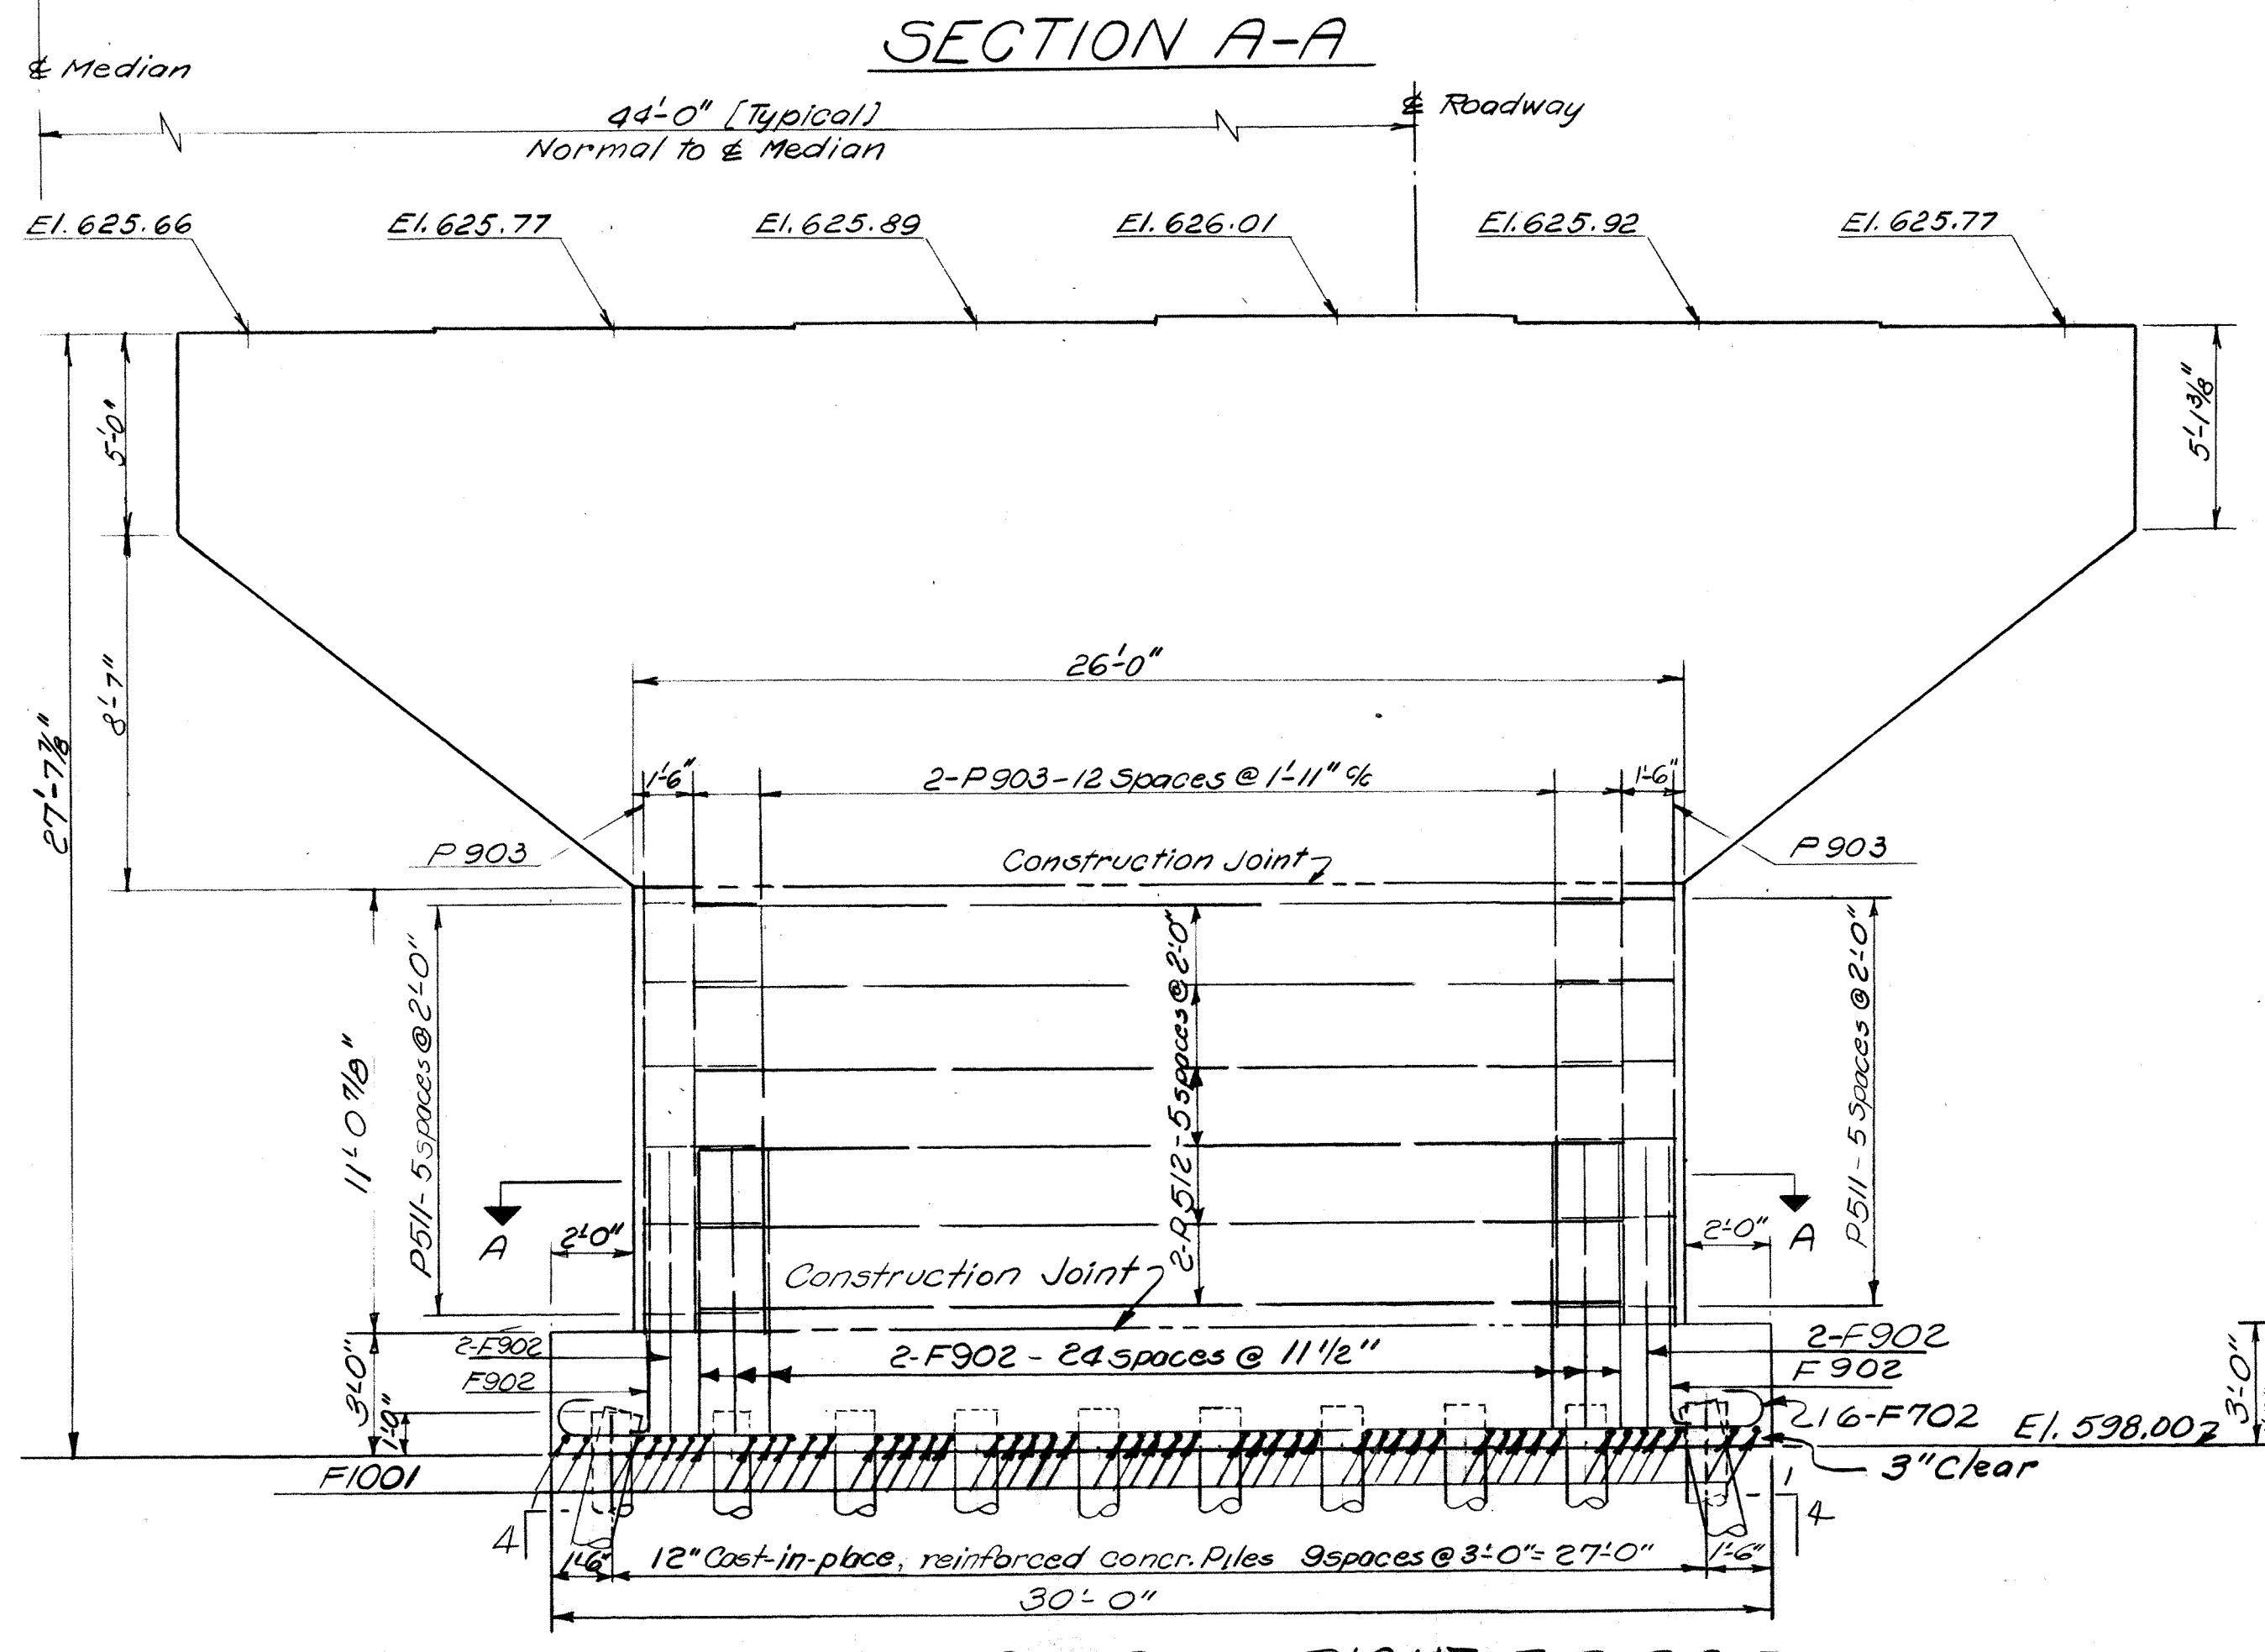 SECTION A-A
℄ Median
44'-0" [Typical]
Normal to ℄ Median
℄ Roadway
El. 625.66
El. 625.77
El. 625.89
El. 626.01
El. 625.92
El. 625.77
5'-0"
5'-1 3/8"
8'-7"
27'-7 7/8"
26'-0"
1'-6"
2-P903-12 Spaces @ 1'-11" c/c
1'-6"
P903
Construction Joint
P903
11'-0 7/8"
P511-5 spaces @ 2'-0"
2-P512-5 spaces @ 2'-0"
P511-5 Spaces @ 2'-0"
A
2'-0"
2'-0"
A
Construction Joint
2-F902
2-F902 - 24 spaces @ 11 1/2"
2-F902
F902
F902
3'-0"
1'-0"
16-F702
El. 598.00
3'-0"
F1001
3" Clear
4
4
1'-6"
12" Cast-in-place, reinforced concr. Piles 9 spaces @ 3'-0" = 27'-0"
1'-6"
30'-0"